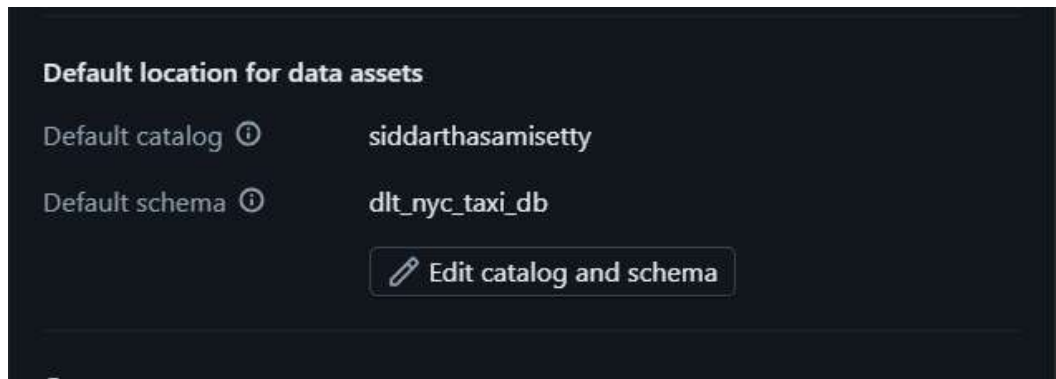 Default location for data assets
Default catalog siddarthasamisetty
Default schema dlt_nyc_taxi_db
Edit catalog and schema